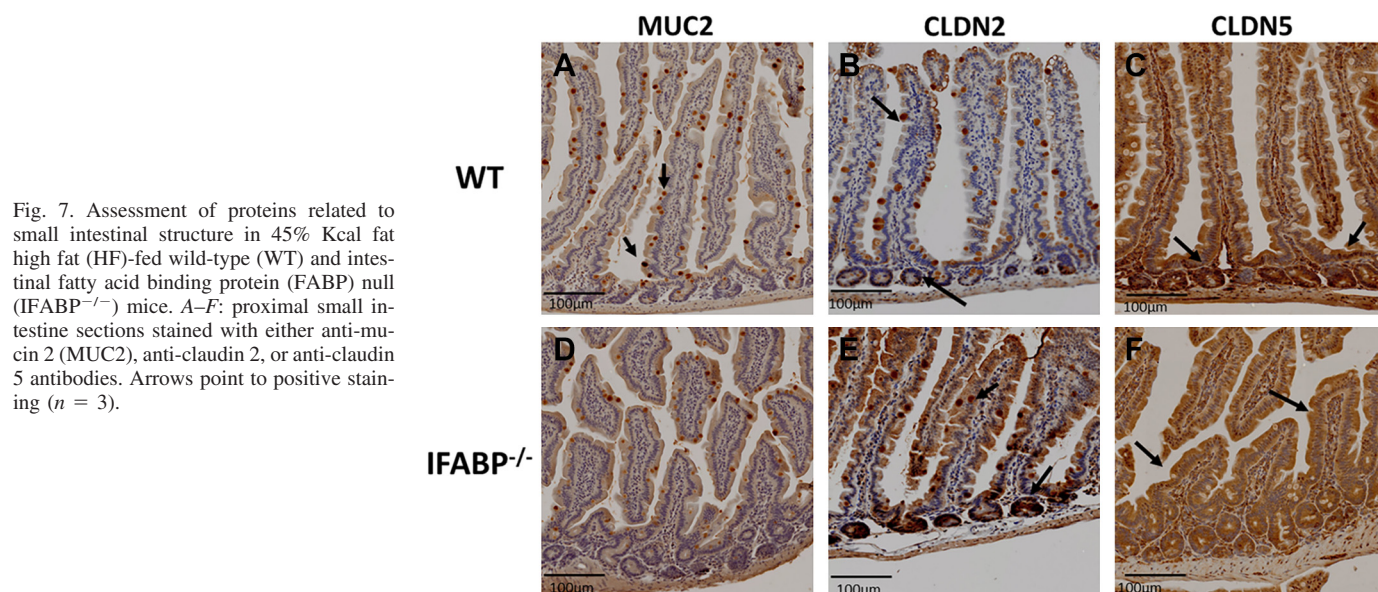 MUC2 CLDN2 CLDN5
A B C
WT
100μm 100μm 100μm
Fig. 7. Assessment of proteins related to
small intestinal structure in 45% Kcal fat
high fat (HF)-fed wild-type (WT) and intes-
tinal fatty acid binding protein (FABP) null
(IFABP−/−) mice. A–F: proximal small in-
testine sections stained with either anti-mu-
cin 2 (MUC2), anti-claudin 2, or anti-claudin
5 antibodies. Arrows point to positive stain-
ing (n = 3).
D E F
IFABP-/-
100μm 100μm 100μm